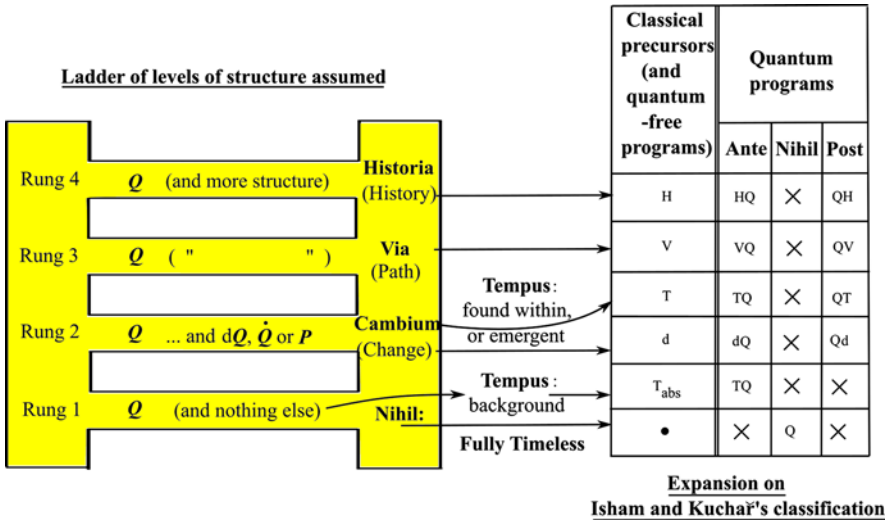 Ladder of levels of structure assumed
Rung 4 Q (and more structure) Historia
(History)
Rung 3 Q ( " " ) Via
(Path)
Rung 2 Q ... and dQ, Q̇ or P Cambium
(Change)
Rung 1 Q (and nothing else) Nihil:
Tempus:
found within,
or emergent
Tempus:
background
Fully Timeless
Classical
precursors
(and
quantum
-free
programs)
Quantum
programs
Ante Nihil Post
H HQ × QH
V VQ × QV
T TQ × QT
d dQ × Qd
Tabs TQ × ×
• × Q ×
Expansion on
Isham and Kuchař's classification